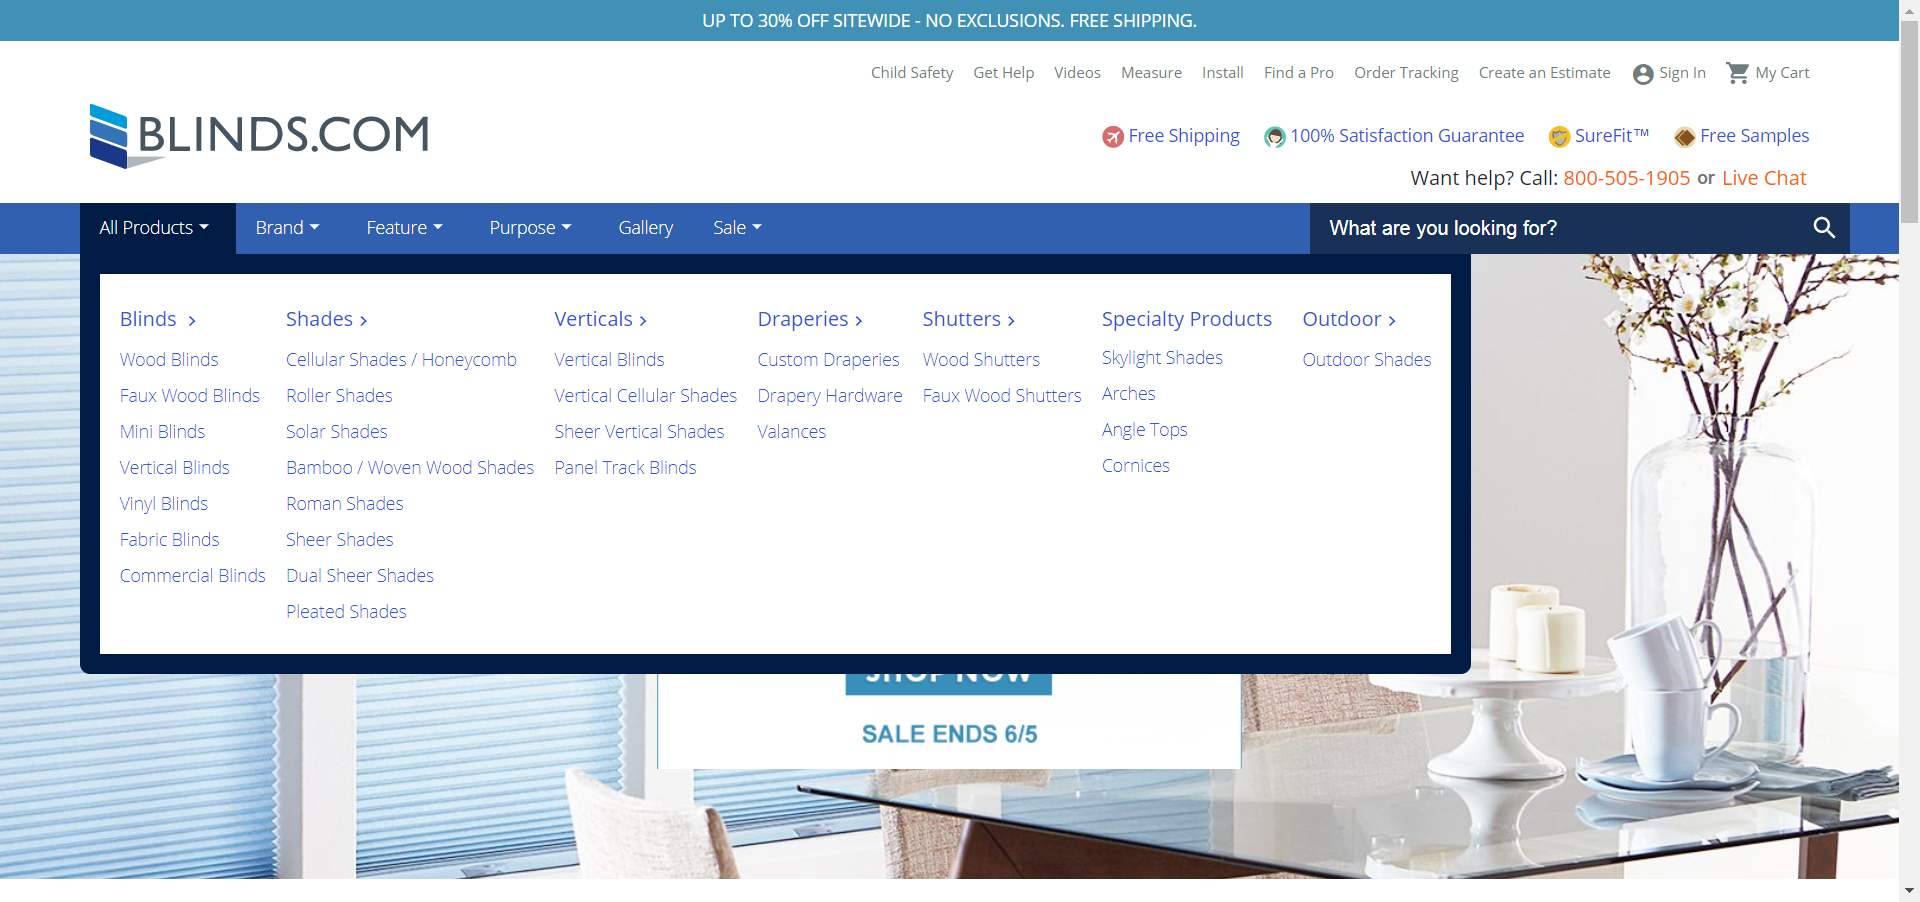 UP TO 30% OFF SITEWIDE - NO EXCLUSIONS. FREE SHIPPING.
Child Safety Get Help Videos Measure Install Find a Pro Order Tracking Create an Estimate Sign In My Cart
BLINDS.COM
Free Shipping 100% Satisfaction Guarantee SureFit™ Free Samples
Want help? Call: 800-505-1905 or Live Chat
All Products Brand Feature Purpose Gallery Sale What are you looking for?
Blinds
Wood Blinds
Faux Wood Blinds
Mini Blinds
Vertical Blinds
Vinyl Blinds
Fabric Blinds
Commercial Blinds
Shades
Cellular Shades / Honeycomb
Roller Shades
Solar Shades
Bamboo / Woven Wood Shades
Roman Shades
Sheer Shades
Dual Sheer Shades
Pleated Shades
Verticals
Vertical Blinds
Vertical Cellular Shades
Sheer Vertical Shades
Panel Track Blinds
Draperies
Custom Draperies
Drapery Hardware
Valances
Shutters
Wood Shutters
Faux Wood Shutters
Specialty Products
Skylight Shades
Arches
Angle Tops
Cornices
Outdoor
Outdoor Shades
SHOP NOW
SALE ENDS 6/5